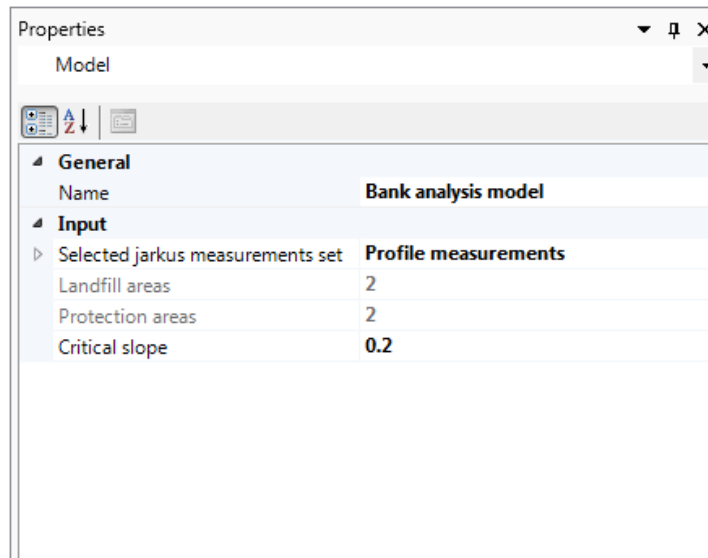 Properties
Model
A
Z
General
Name Bank analysis model
Input
Selected jarkus measurements set Profile measurements
Landfill areas 2
Protection areas 2
Critical slope 0.2